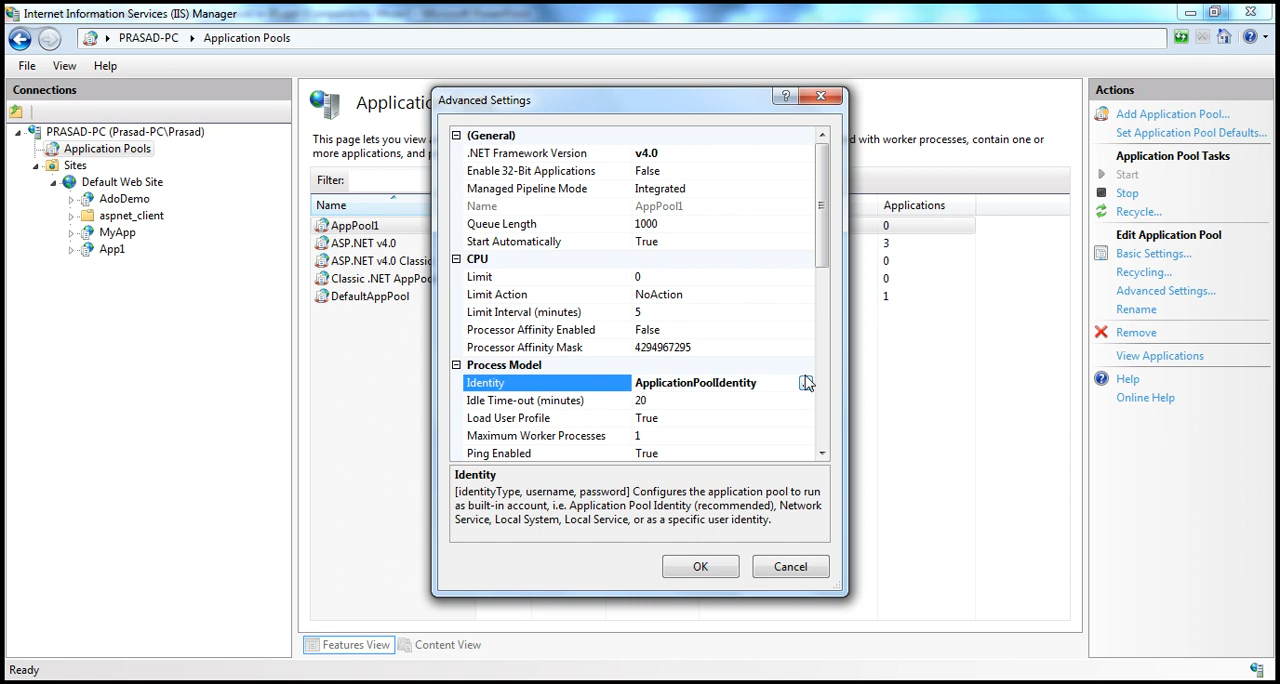 Internet Information Services (IIS) Manager
PRASAD-PC
Application Pools
File View Help
Connections
PRASAD-PC (Prasad-PC\Prasad)
Application Pools
Sites
Default Web Site
AdoDemo
aspnet_client
MyApp
App1
Applicatio
This page lets you view a
d with worker processes, contain one or
more applications, and p
Filter:
Name
Applications
AppPool1
0
ASP.NET v4.0
3
ASP.NET v4.0 Classic
0
Classic .NET AppPoo
0
DefaultAppPool
1
Advanced Settings
(General)
.NET Framework Version v4.0
Enable 32-Bit Applications False
Managed Pipeline Mode Integrated
Name AppPool1
Queue Length 1000
Start Automatically True
CPU
Limit 0
Limit Action NoAction
Limit Interval (minutes) 5
Processor Affinity Enabled False
Processor Affinity Mask 4294967295
Process Model
Identity ApplicationPoolIdentity
Idle Time-out (minutes) 20
Load User Profile True
Maximum Worker Processes 1
Ping Enabled True
Identity
[identityType, username, password] Configures the application pool to run
as built-in account, i.e. Application Pool Identity (recommended), Network
Service, Local System, Local Service, or as a specific user identity.
OK Cancel
Features View Content View
Actions
Add Application Pool...
Set Application Pool Defaults...
Application Pool Tasks
Start
Stop
Recycle...
Edit Application Pool
Basic Settings...
Recycling...
Advanced Settings...
Rename
Remove
View Applications
Help
Online Help
Ready